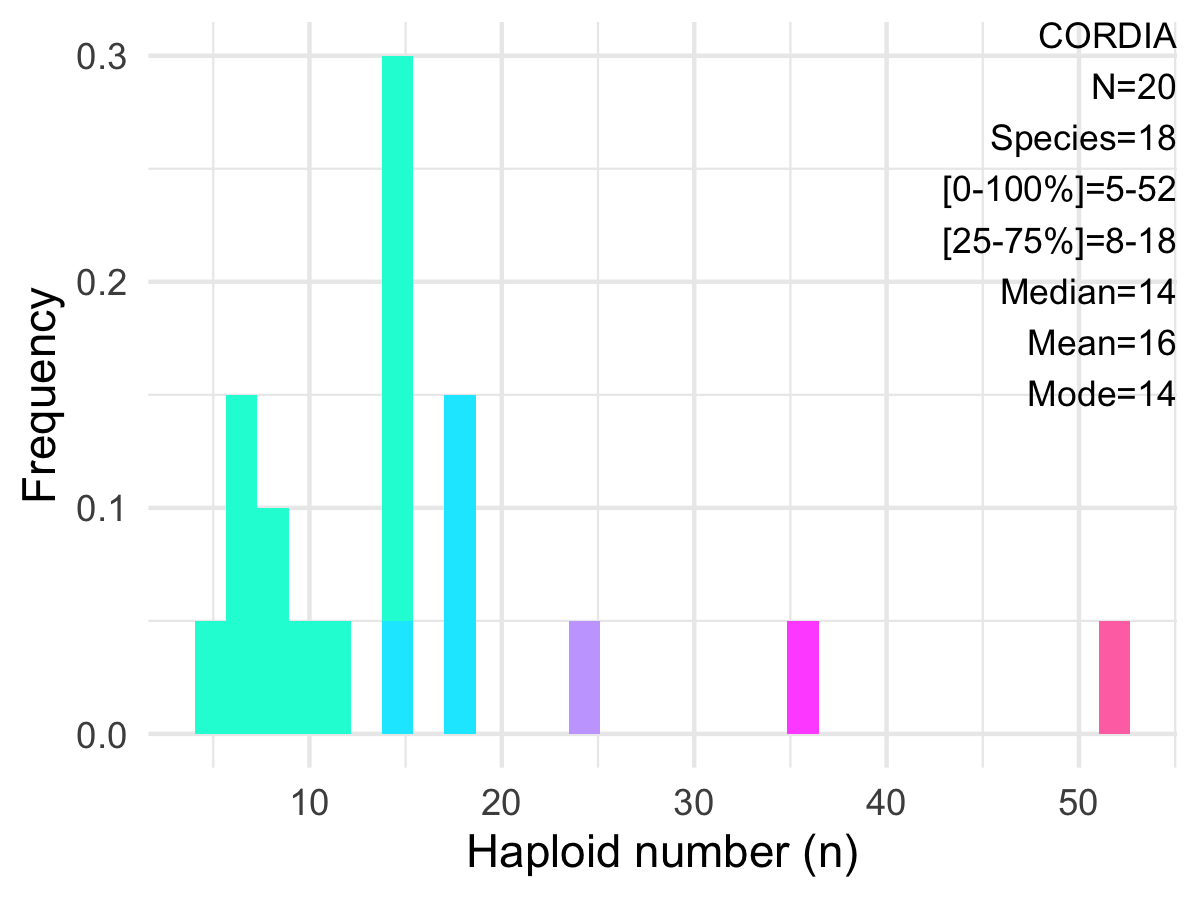 CORDIA
N=20
Species=18
[0-100%]=5-52
[25-75%]=8-18
Median=14
Mean=16
Mode=14
0.3
0.2
0.1
0.0
Frequency
10 20 30 40 50
Haploid number (n)